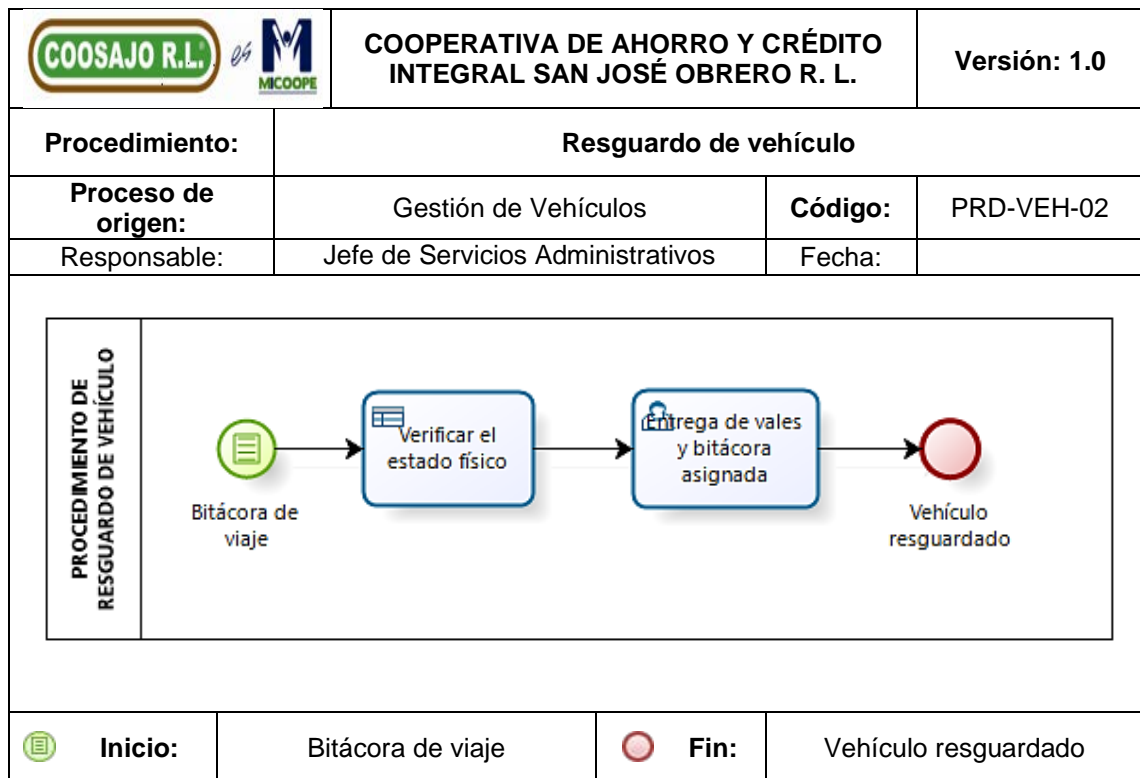 COOSAJO R.L.® es MICOOPE
COOPERATIVA DE AHORRO Y CRÉDITO
INTEGRAL SAN JOSÉ OBRERO R. L.
Versión: 1.0
Procedimiento:
Resguardo de vehículo
Proceso de
origen:
Gestión de Vehículos
Código:
PRD-VEH-02
Responsable:
Jefe de Servicios Administrativos
Fecha:
PROCEDIMIENTO DE
RESGUARDO DE VEHÍCULO
Bitácora de
viaje
Verificar el
estado físico
Entrega de vales
y bitácora
asignada
Vehículo
resguardado
Inicio:
Bitácora de viaje
Fin:
Vehículo resguardado